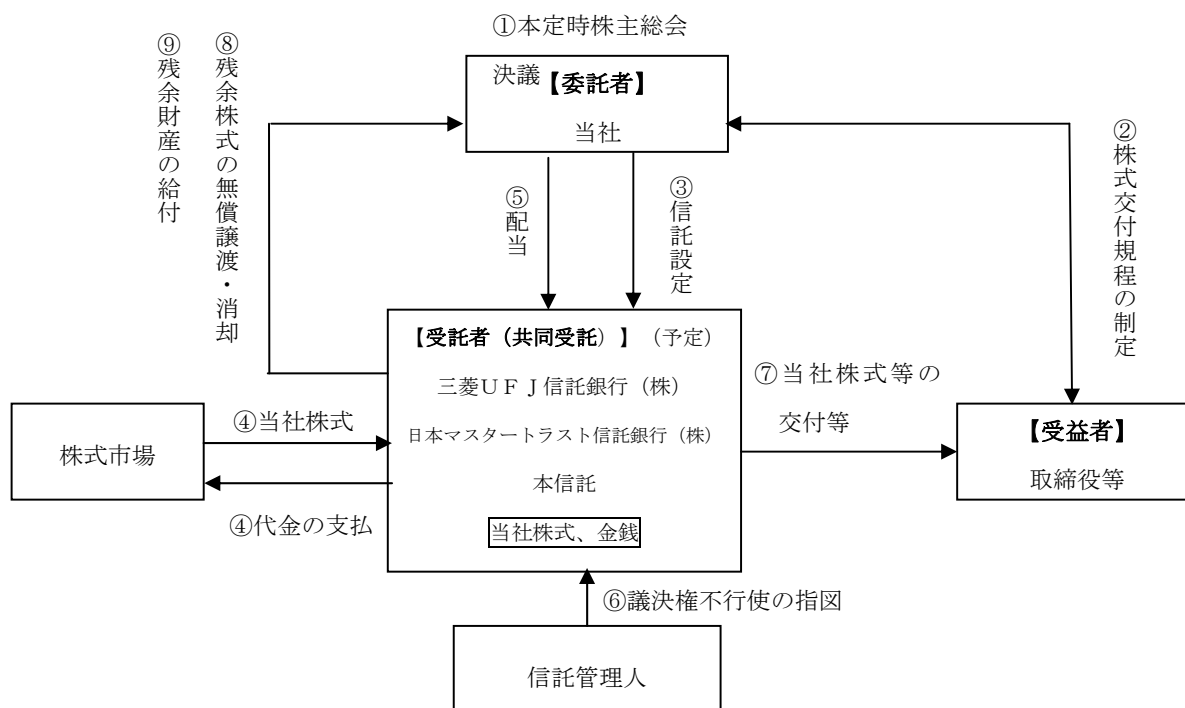 ①本定時株主総会
決議
【委託者】
当社
⑨残余財産の給付
⑧残余株式の無償譲渡・消却
⑤配当
③信託設定
②株式交付規程の制定
【受託者（共同受託）】（予定）
三菱ＵＦＪ信託銀行（株）
日本マスタートラスト信託銀行（株）
本信託
当社株式、金銭
株式市場
④当社株式
④代金の支払
⑦当社株式等の
交付等
【受益者】
取締役等
⑥議決権不行使の指図
信託管理人